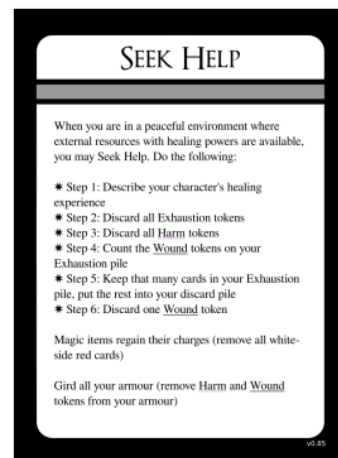 SEEK HELP
When you are in a peaceful environment where
external resources with healing powers are available,
you may Seek Help. Do the following:
✷ Step 1: Describe your character's healing
experience
✷ Step 2: Discard all Exhaustion tokens
✷ Step 3: Discard all Harm tokens
✷ Step 4: Count the Wound tokens on your
Exhaustion pile
✷ Step 5: Keep that many cards in your Exhaustion
pile, put the rest into your discard pile
✷ Step 6: Discard one Wound token
Magic items regain their charges (remove all white-
side red cards)
Gird all your armour (remove Harm and Wound
tokens from your armour)
v0.85